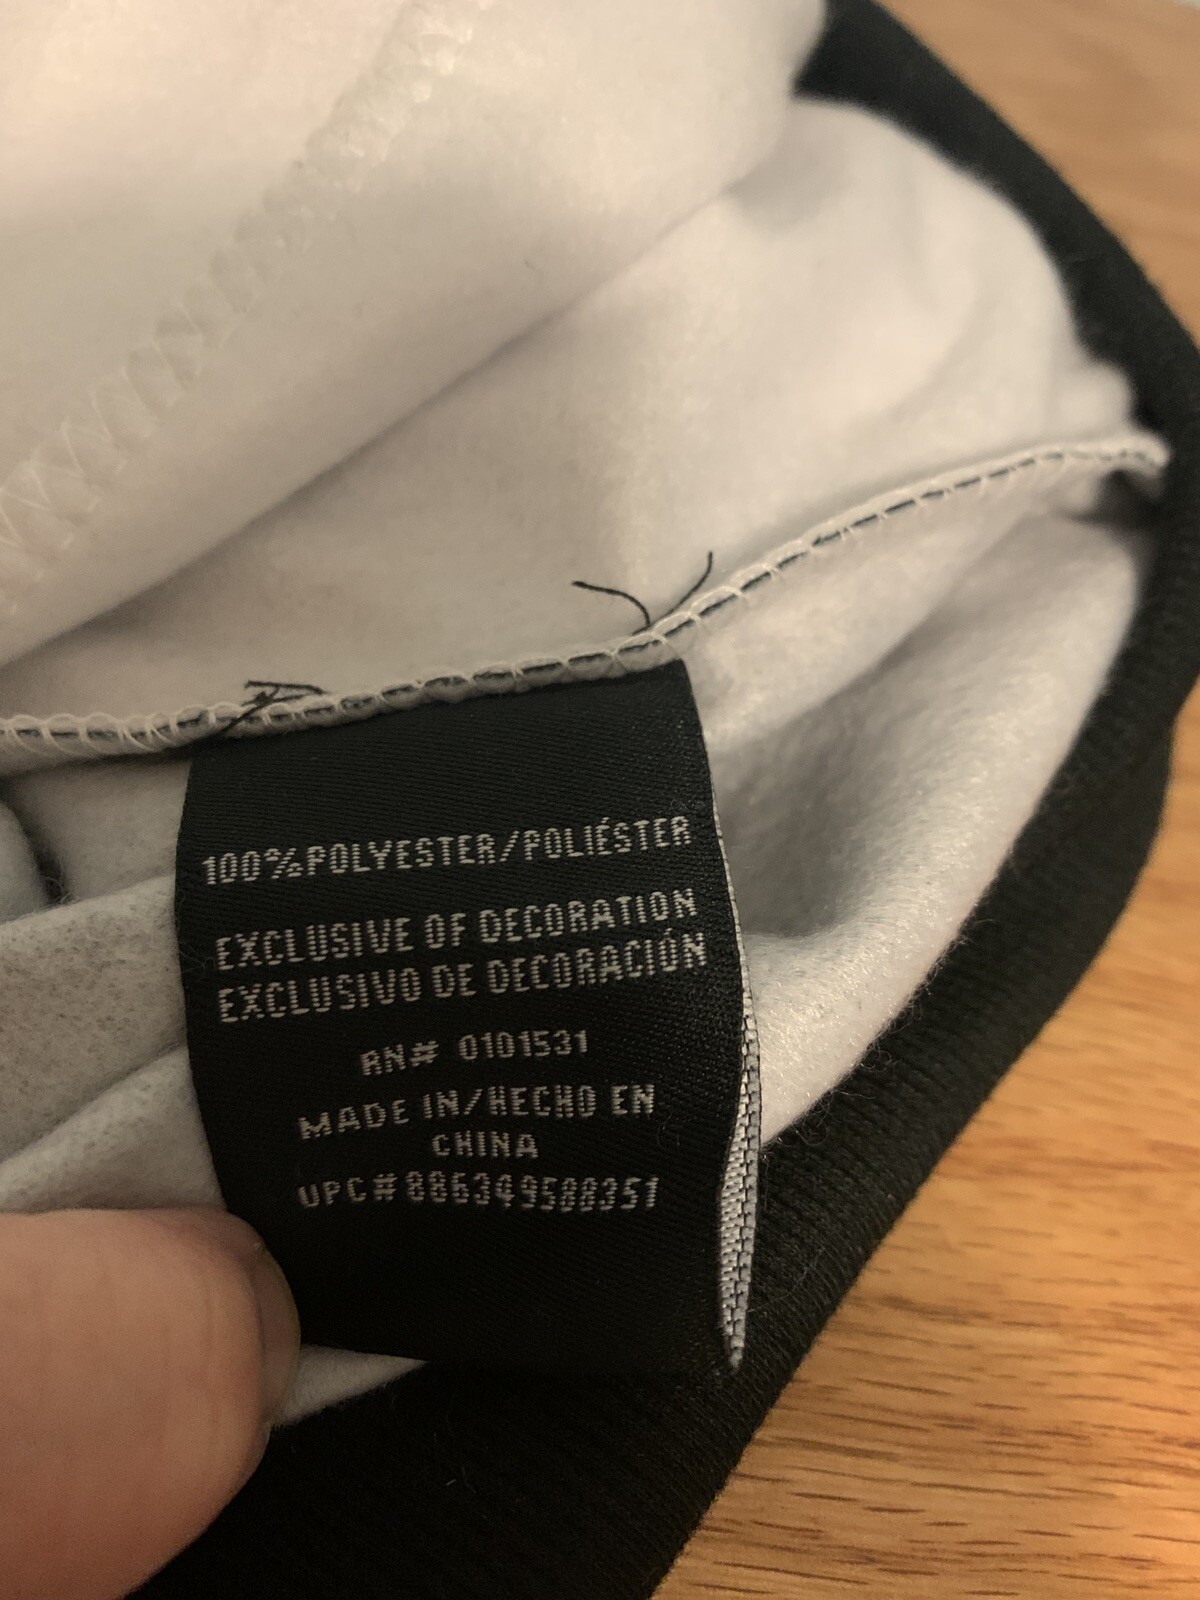 100%POLYESTER/POLIÉSTER
EXCLUSIVE OF DECORATION
EXCLUSIVO DE DECORACIÓN
RN# 0101531
MADE IN/HECHO EN
CHINA
UPC#886349588351